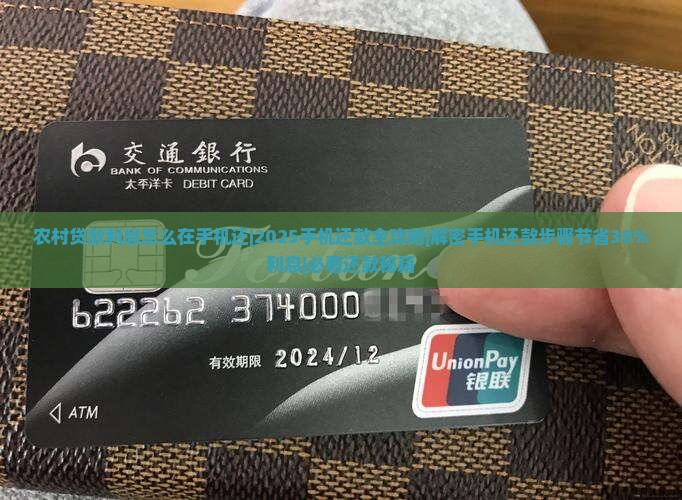 交通銀行
BANK OF COMMUNICATIONS
太平洋卡 DEBIT CARD
农村贷款利息怎么在手机还|2025手机还款全攻略|解密手机还款步骤节省30%
利息!必看还款秘籍
622262 374000
有效期限 2024/12
UnionPay
银联
ATM